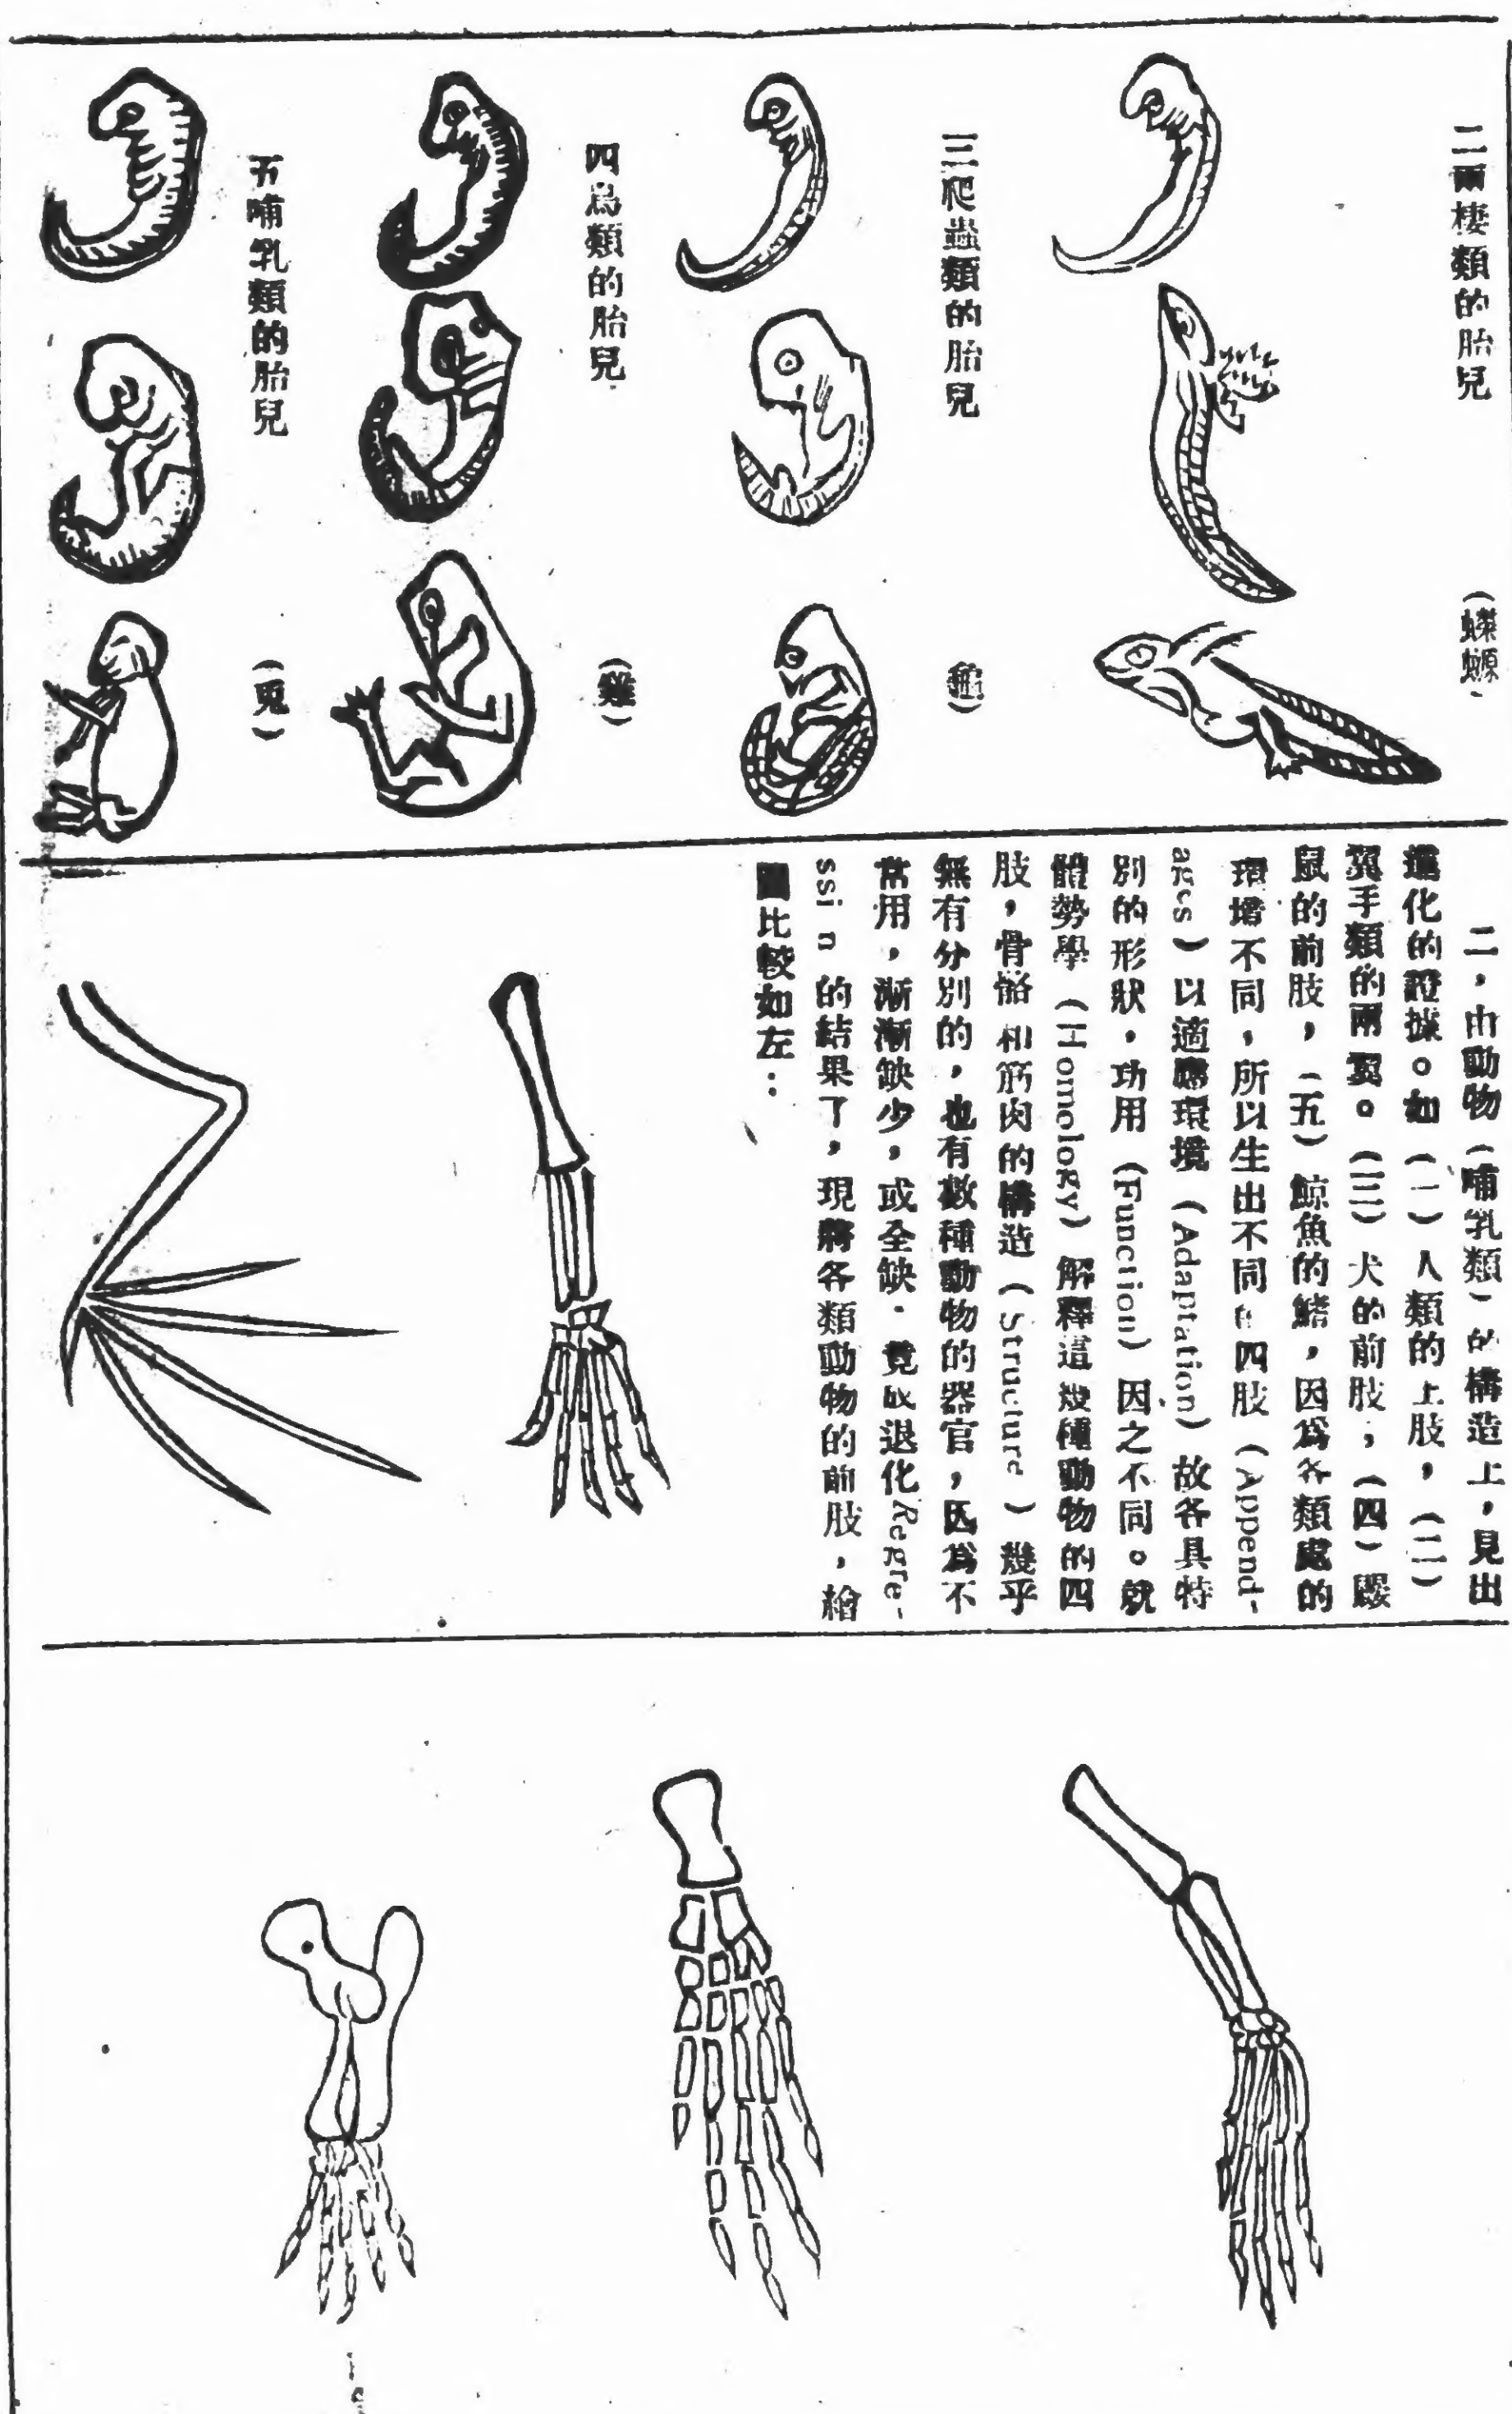 二兩棲類的胎兒
(蠑螈)
三爬蟲類的胎兒
(龜)
四鳥類的胎兒
(雞)
五哺乳類的胎兒
(兎)
二,由動物(哺乳類)的構造上,見出
進化的證據。如(一)人類的上肢,(二)
翼手類的兩翼。(三)犬的前肢;(四)鼴
鼠的前肢,(五)鯨魚的鰭,因爲各類處的
環境不同,所以生出不同的四肢(Append-
ages)以適應環境(Adaptation)故各具特
別的形狀,功用(Function)因之不同。就
體勢學(Homology)解釋這幾種動物的四
肢,骨骼和筋肉的構造(Structure)幾乎
無有分別的,也有數種動物的器官,因爲不
常用,漸漸缺少,或全缺.竟成退化Regre-
ssi n的結果了,現將各類動物的前肢,繪
圖比較如左: